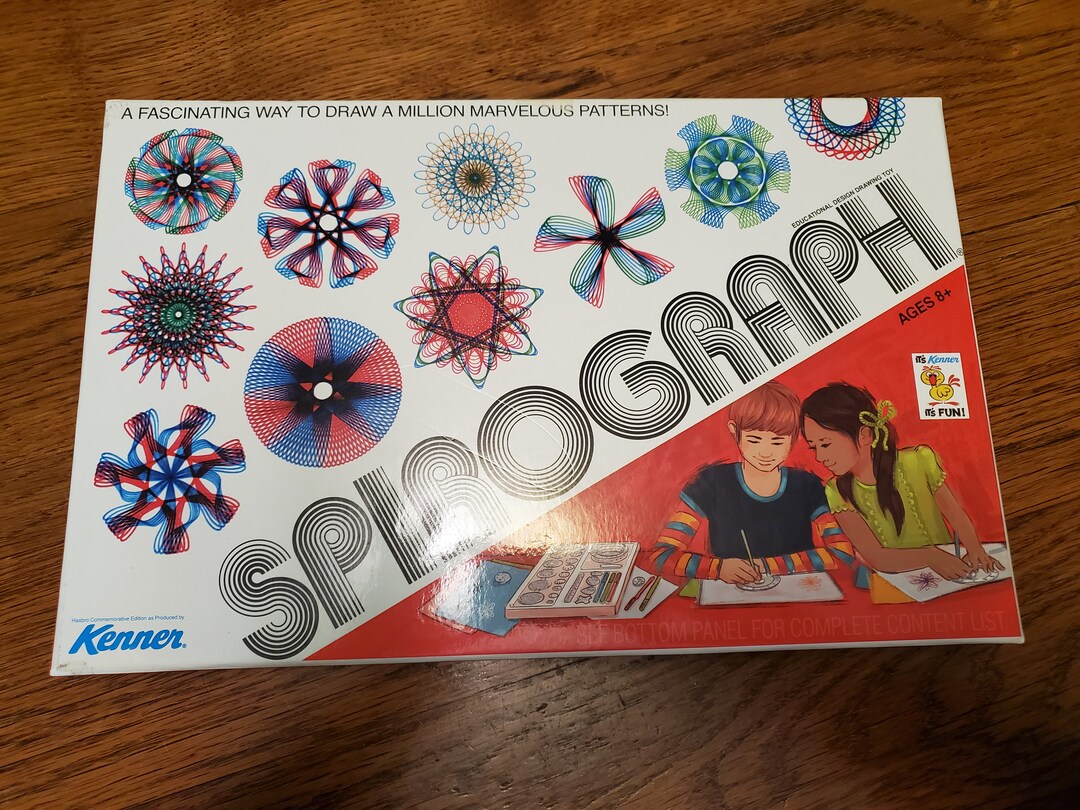 A FASCINATING WAY TO DRAW A MILLION MARVELOUS PATTERNS!
EDUCATIONAL DESIGN DRAWING TOY
SPIROGRAPH®
AGES 8+
IT'S Kenner
IT'S FUN!
Hasbro Commemorative Edition as Produced by
Kenner®
SEE BOTTOM PANEL FOR COMPLETE CONTENT LIST